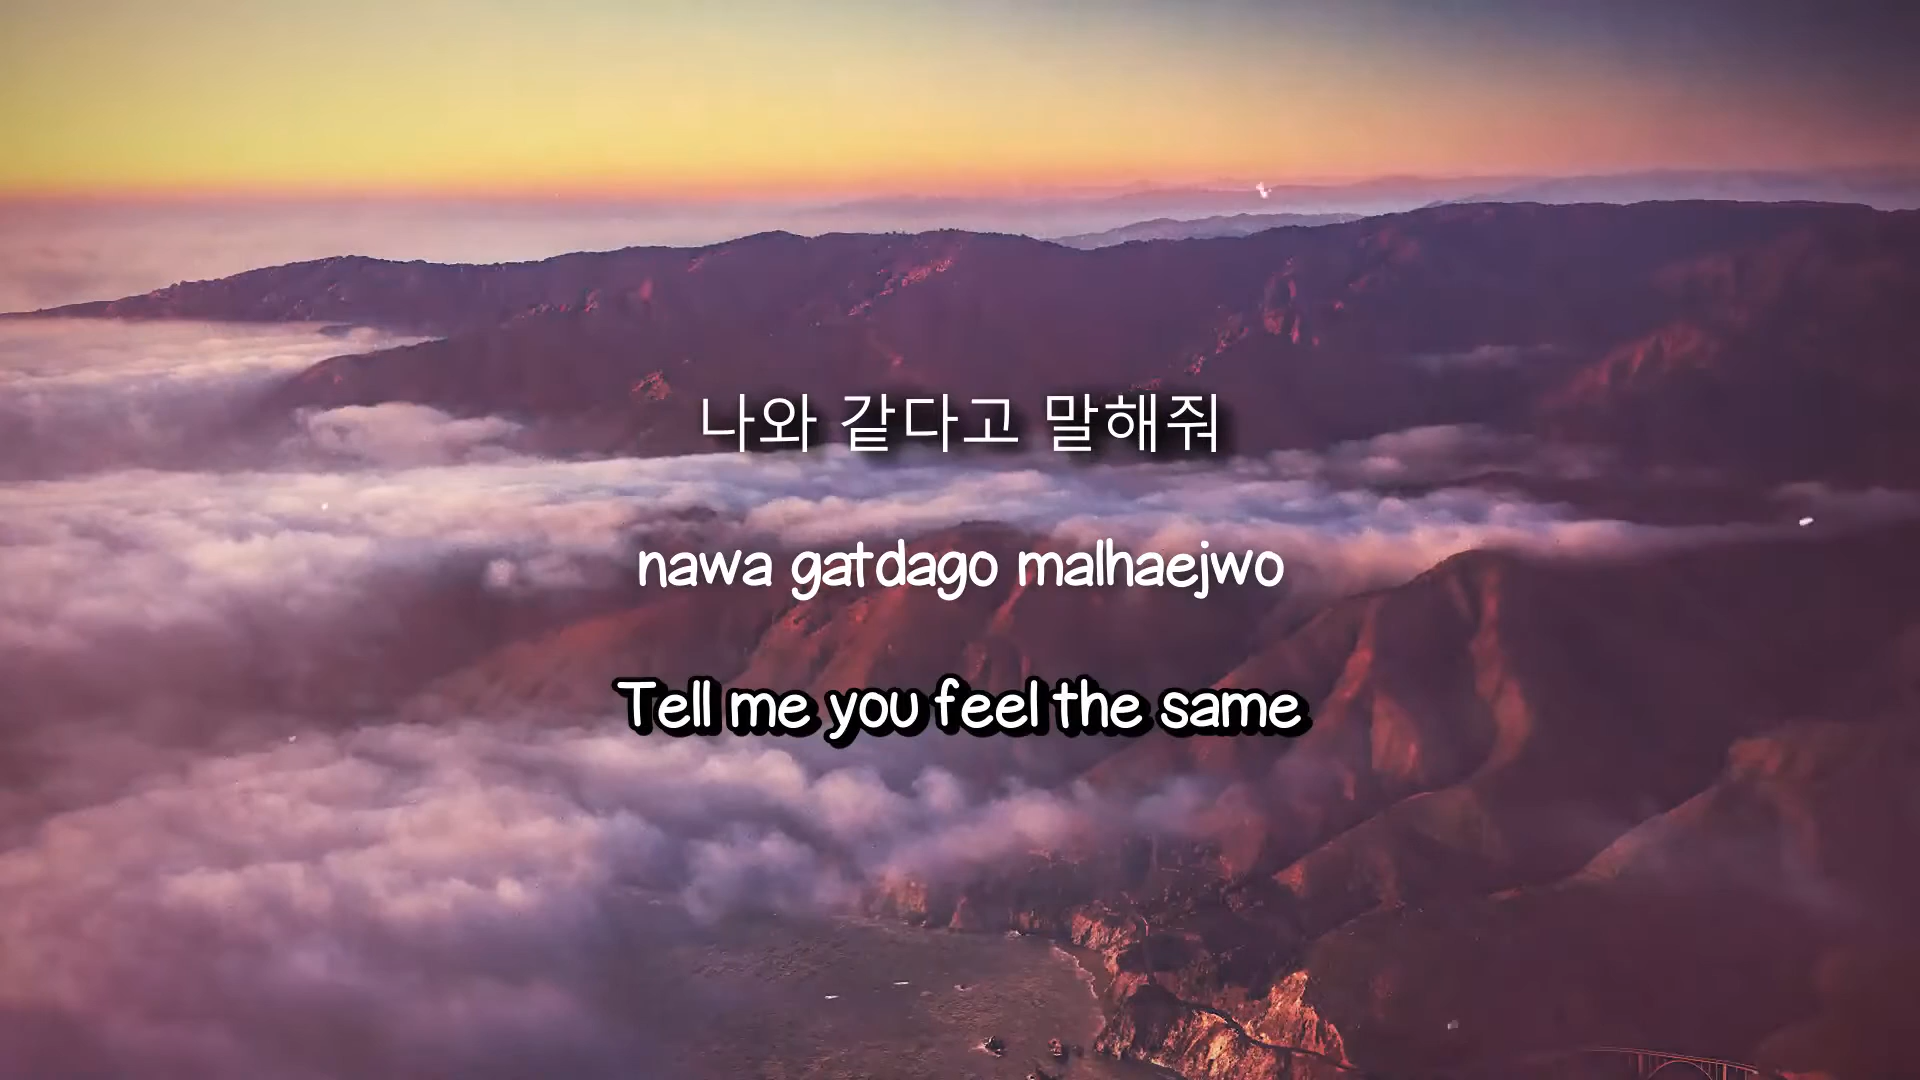 나와 같다고 말해줘
nawa gatdago malhaejwo
Tell me you feel the same